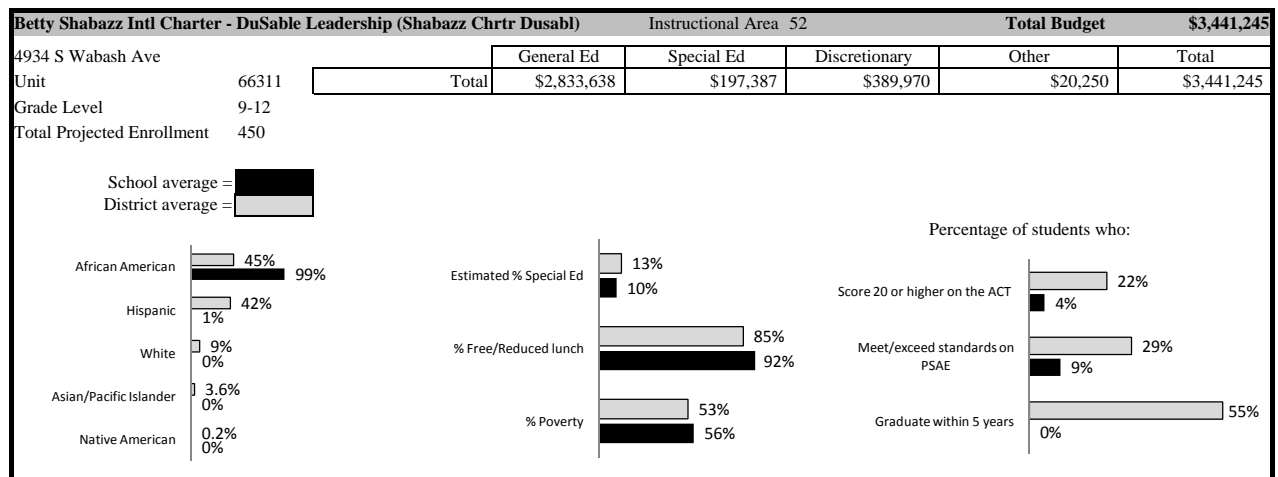 Betty Shabazz Intl Charter - DuSable Leadership (Shabazz Chrtr Dusabl) Instructional Area 52 Total Budget $3,441,245
4934 S Wabash Ave General Ed Special Ed Discretionary Other Total
Unit 66311 Total $2,833,638 $197,387 $389,970 $20,250 $3,441,245
Grade Level 9-12
Total Projected Enrollment 450
School average =
District average =
African American 45% 99%
Hispanic 42% 1%
White 9% 0%
Asian/Pacific Islander 3.6% 0%
Native American 0.2% 0%
Estimated % Special Ed 13% 10%
% Free/Reduced lunch 85% 92%
% Poverty 53% 56%
Percentage of students who:
Score 20 or higher on the ACT 22% 4%
Meet/exceed standards on
PSAE 29% 9%
Graduate within 5 years 55% 0%